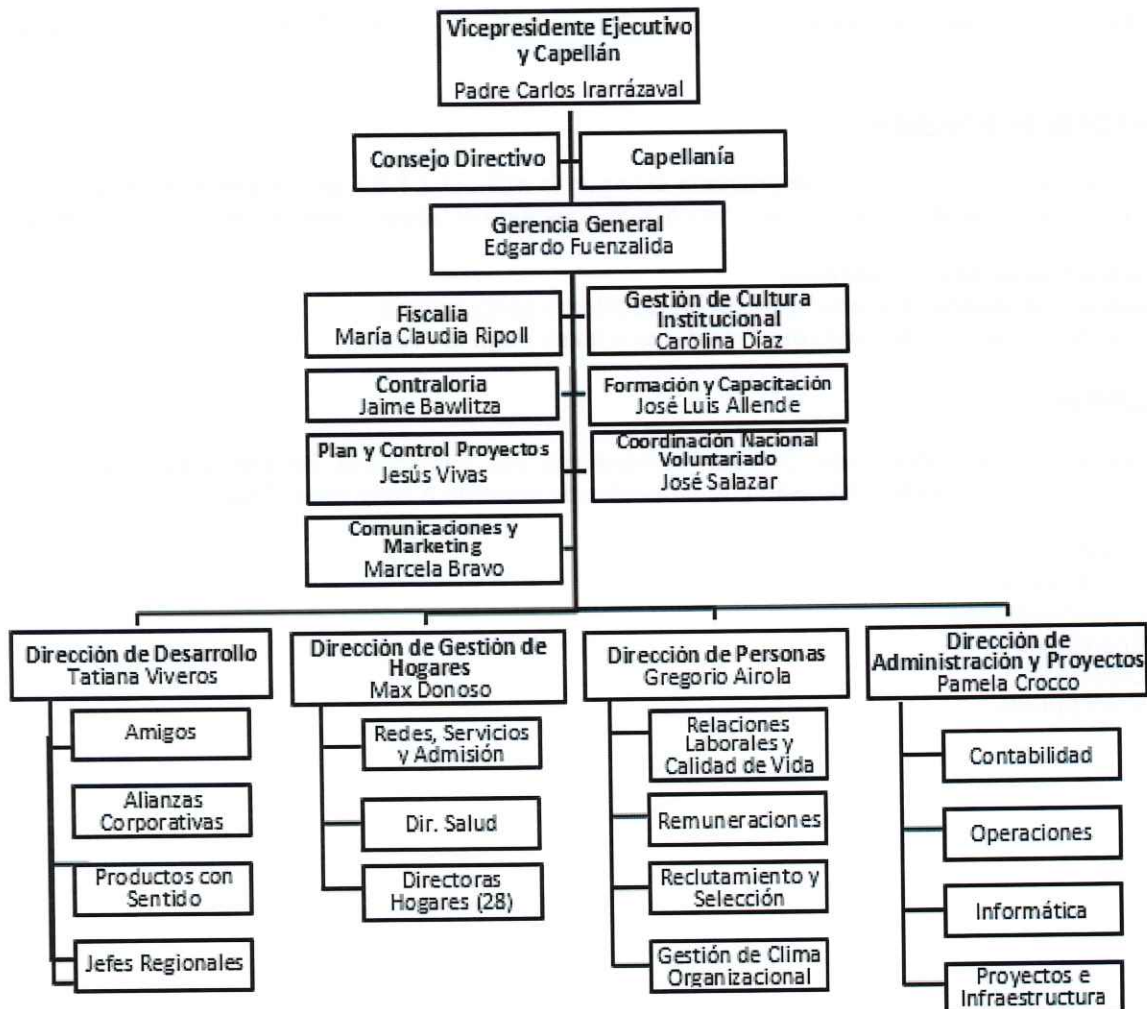 Vicepresidente Ejecutivo
y Capellán
Padre Carlos Irarrázaval
Consejo Directivo
Capellanía
Gerencia General
Edgardo Fuenzalida
Fiscalia
María Claudia Ripoll
Gestión de Cultura
Institucional
Carolina Díaz
Contraloria
Jaime Bawlitza
Formación y Capacitación
José Luis Allende
Plan y Control Proyectos
Jesús Vivas
Coordinación Nacional
Voluntariado
José Salazar
Comunicaciones y
Marketing
Marcela Bravo
Dirección de Desarrollo
Tatiana Viveros
Amigos
Alianzas
Corporativas
Productos con
Sentido
Jefes Regionales
Dirección de Gestión de
Hogares
Max Donoso
Redes, Servicios
y Admisión
Dir. Salud
Directoras
Hogares (28)
Dirección de Personas
Gregorio Airola
Relaciones
Laborales y
Calidad de Vida
Remuneraciones
Reclutamiento y
Selección
Gestión de Clima
Organizacional
Dirección de
Administración y Proyectos
Pamela Crocco
Contabilidad
Operaciones
Informática
Proyectos e
Infraestructura